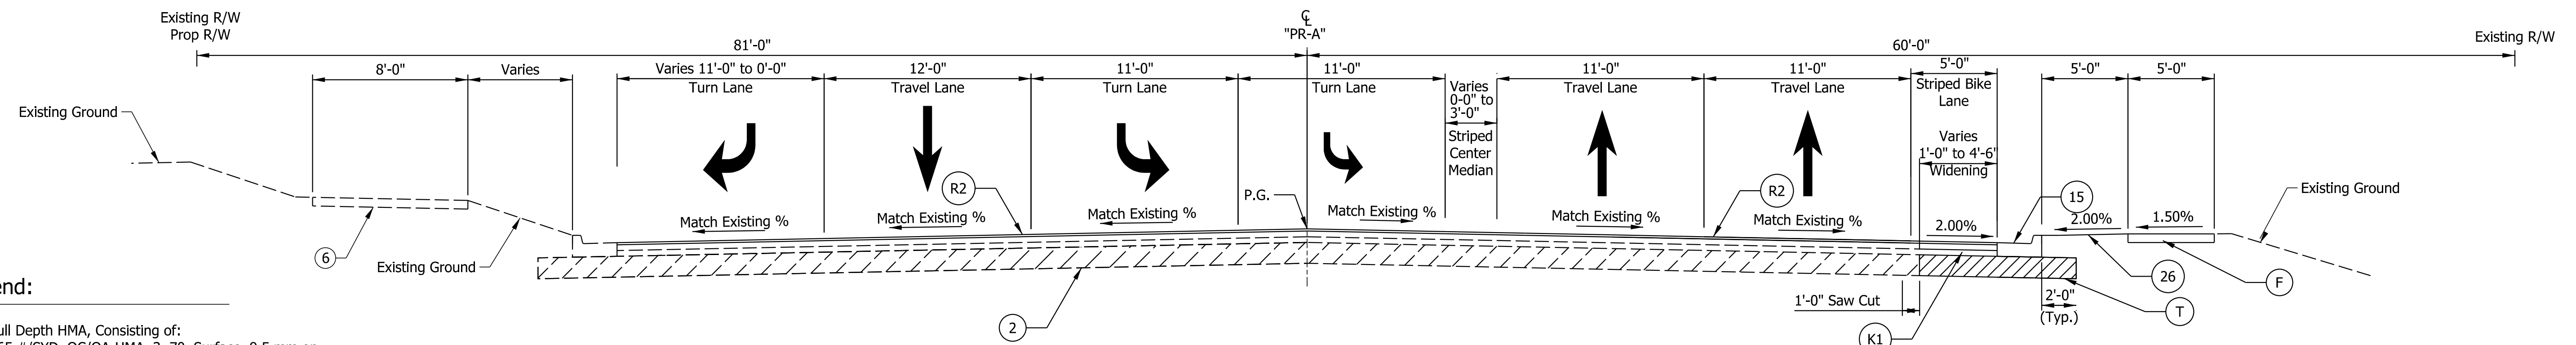 Existing R/W
Prop R/W
℄
"PR-A"
Existing R/W
81'-0"
60'-0"
8'-0"
Varies
Varies 11'-0" to 0'-0"
Turn Lane
12'-0"
Travel Lane
11'-0"
Turn Lane
11'-0"
Turn Lane
Varies
0-0" to
3'-0"
Striped
Center
Median
11'-0"
Travel Lane
11'-0"
Travel Lane
5'-0"
Striped Bike
Lane
Varies
1'-0" to 4'-6"
Widening
5'-0"
5'-0"
Existing Ground
R2
P.G.
R2
15
Existing Ground
Match Existing %
Match Existing %
Match Existing %
Match Existing %
Match Existing %
Match Existing %
2.00%
2.00%
1.50%
6
Existing Ground
2
1'-0" Saw Cut
K1
2'-0"
(Typ.)
T
26
F
end:
ull Depth HMA, Consisting of: